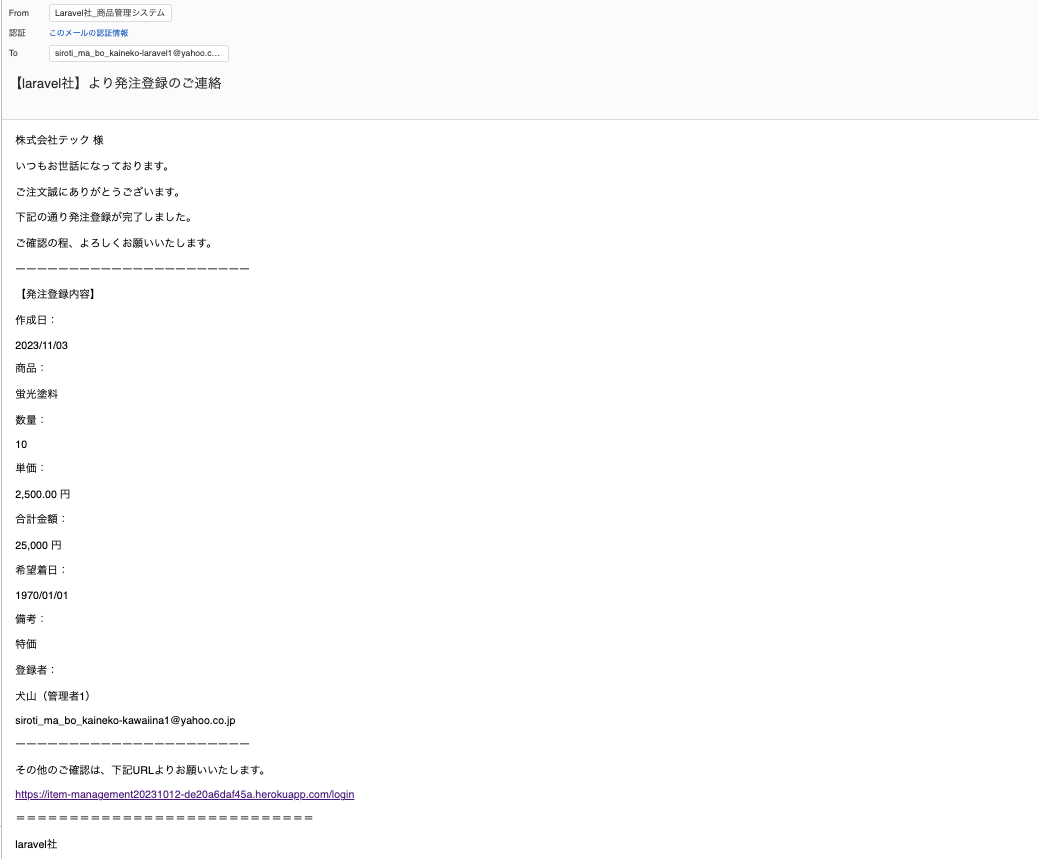 From Laravel社_商品管理システム
認証 このメールの認証情報
To siroti_ma_bo_kaineko-laravel1@yahoo.c...
【laravel社】より発注登録のご連絡
株式会社テック 様
いつもお世話になっております。
ご注文誠にありがとうございます。
下記の通り発注登録が完了しました。
ご確認の程、よろしくお願いいたします。
ーーーーーーーーーーーーーーーーーーーーーー
【発注登録内容】
作成日：
2023/11/03
商品：
蛍光塗料
数量：
10
単価：
2,500.00 円
合計金額：
25,000 円
希望着日：
1970/01/01
備考：
特価
登録者：
犬山（管理者1）
siroti_ma_bo_kaineko-kawaiina1@yahoo.co.jp
ーーーーーーーーーーーーーーーーーーーーーー
その他のご確認は、下記URLよりお願いいたします。
https://item-management20231012-de20a6daf45a.herokuapp.com/login
＝＝＝＝＝＝＝＝＝＝＝＝＝＝＝＝＝＝＝＝＝＝＝＝＝＝＝＝
laravel社